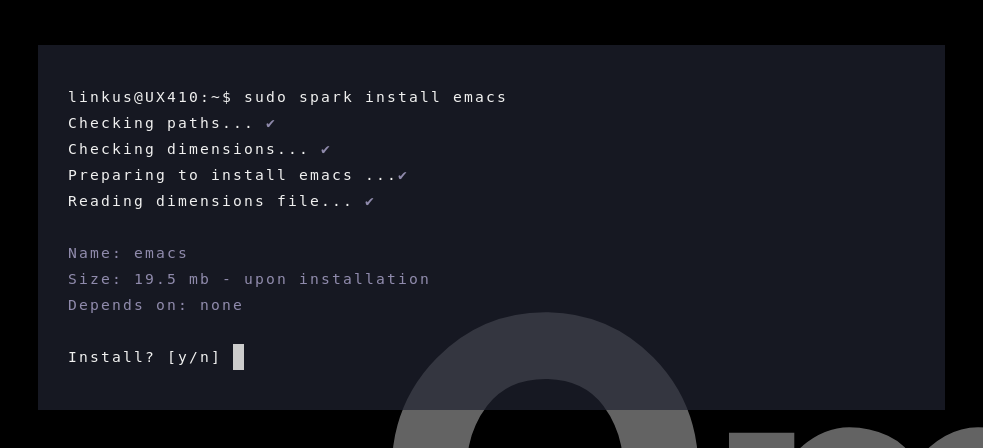 linkus@UX410:~$ sudo spark install emacs
Checking paths... ✔
Checking dimensions... ✔
Preparing to install emacs ...✔
Reading dimensions file... ✔
Name: emacs
Size: 19.5 mb - upon installation
Depends on: none
Install? [y/n]